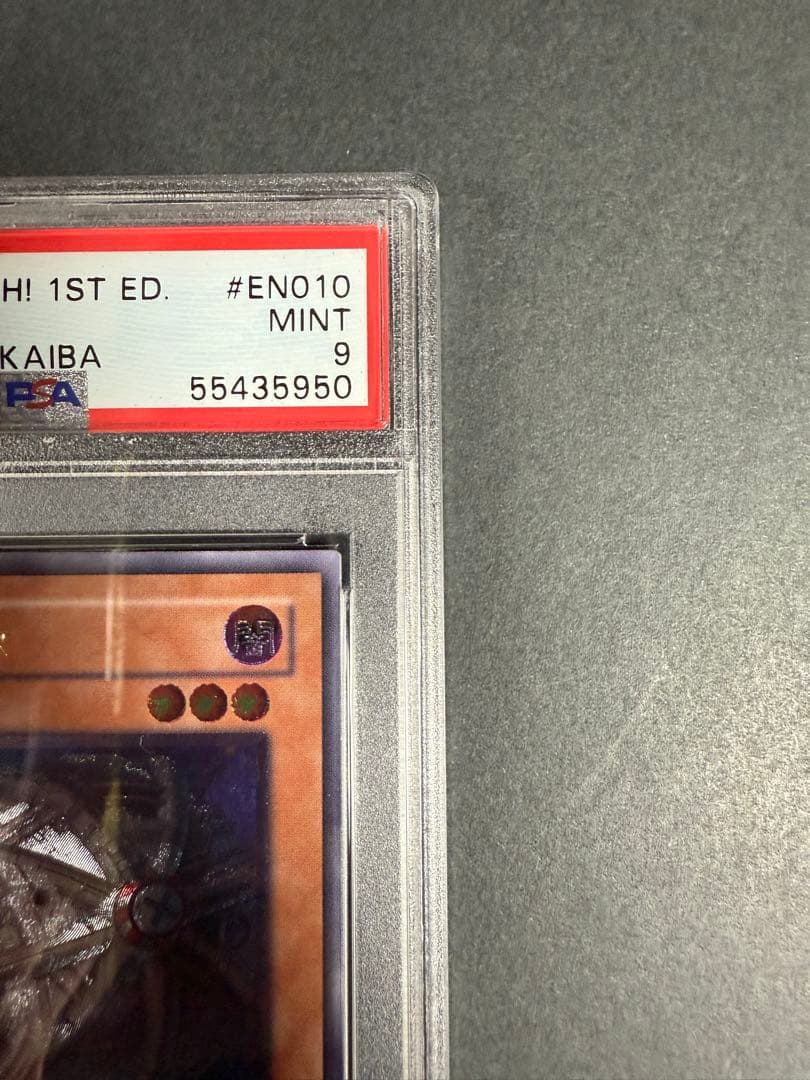 H! 1ST ED. #EN010
MINT
KAIBA 9
PSA 55435950
闇